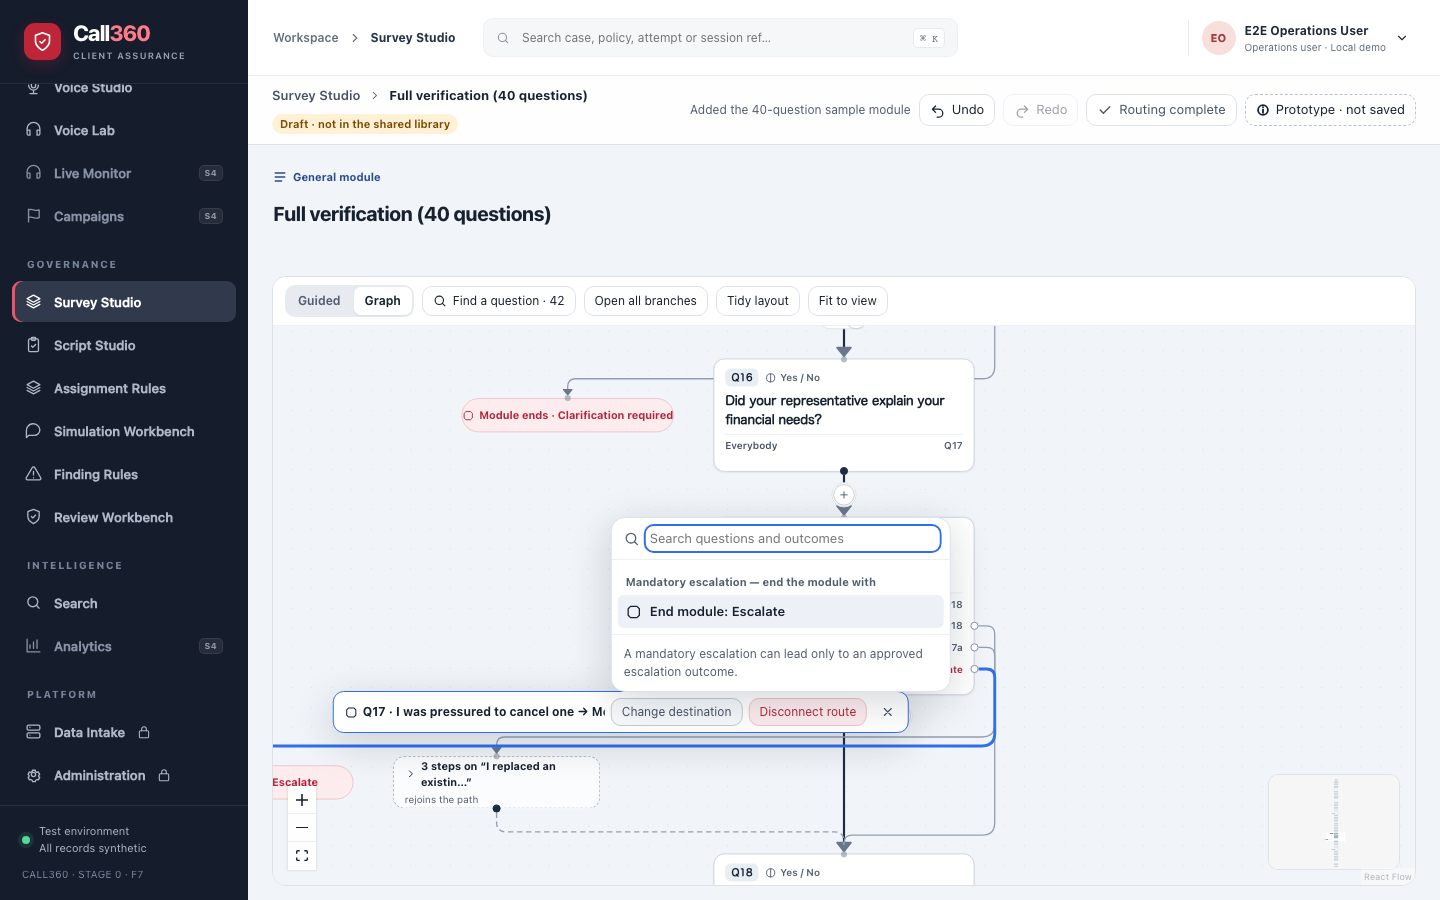 Call360
CLIENT ASSURANCE
Voice Studio
Voice Lab
Live Monitor S4
Campaigns S4
GOVERNANCE
Survey Studio
Script Studio
Assignment Rules
Simulation Workbench
Finding Rules
Review Workbench
INTELLIGENCE
Search
Analytics S4
PLATFORM
Data Intake
Administration
Test environment
All records synthetic
CALL360 · STAGE 0 · F7
Workspace > Survey Studio
Search case, policy, attempt or session ref...
⌘ K
EO
E2E Operations User
Operations user · Local demo
Survey Studio > Full verification (40 questions)
Draft · not in the shared library
Added the 40-question sample module
Undo
Redo
Routing complete
Prototype · not saved
General module
Full verification (40 questions)
Guided
Graph
Find a question · 42
Open all branches
Tidy layout
Fit to view
Q16 Yes / No
Did your representative explain your
financial needs?
Everybody Q17
Module ends · Clarification required
Search questions and outcomes
Mandatory escalation — end the module with
End module: Escalate
A mandatory escalation can lead only to an approved
escalation outcome.
18
18
7a
ate
Q17 · I was pressured to cancel one → Mo
Change destination
Disconnect route
3 steps on “I replaced an
existin...”
rejoins the path
Escalate
Q18 Yes / No
React Flow